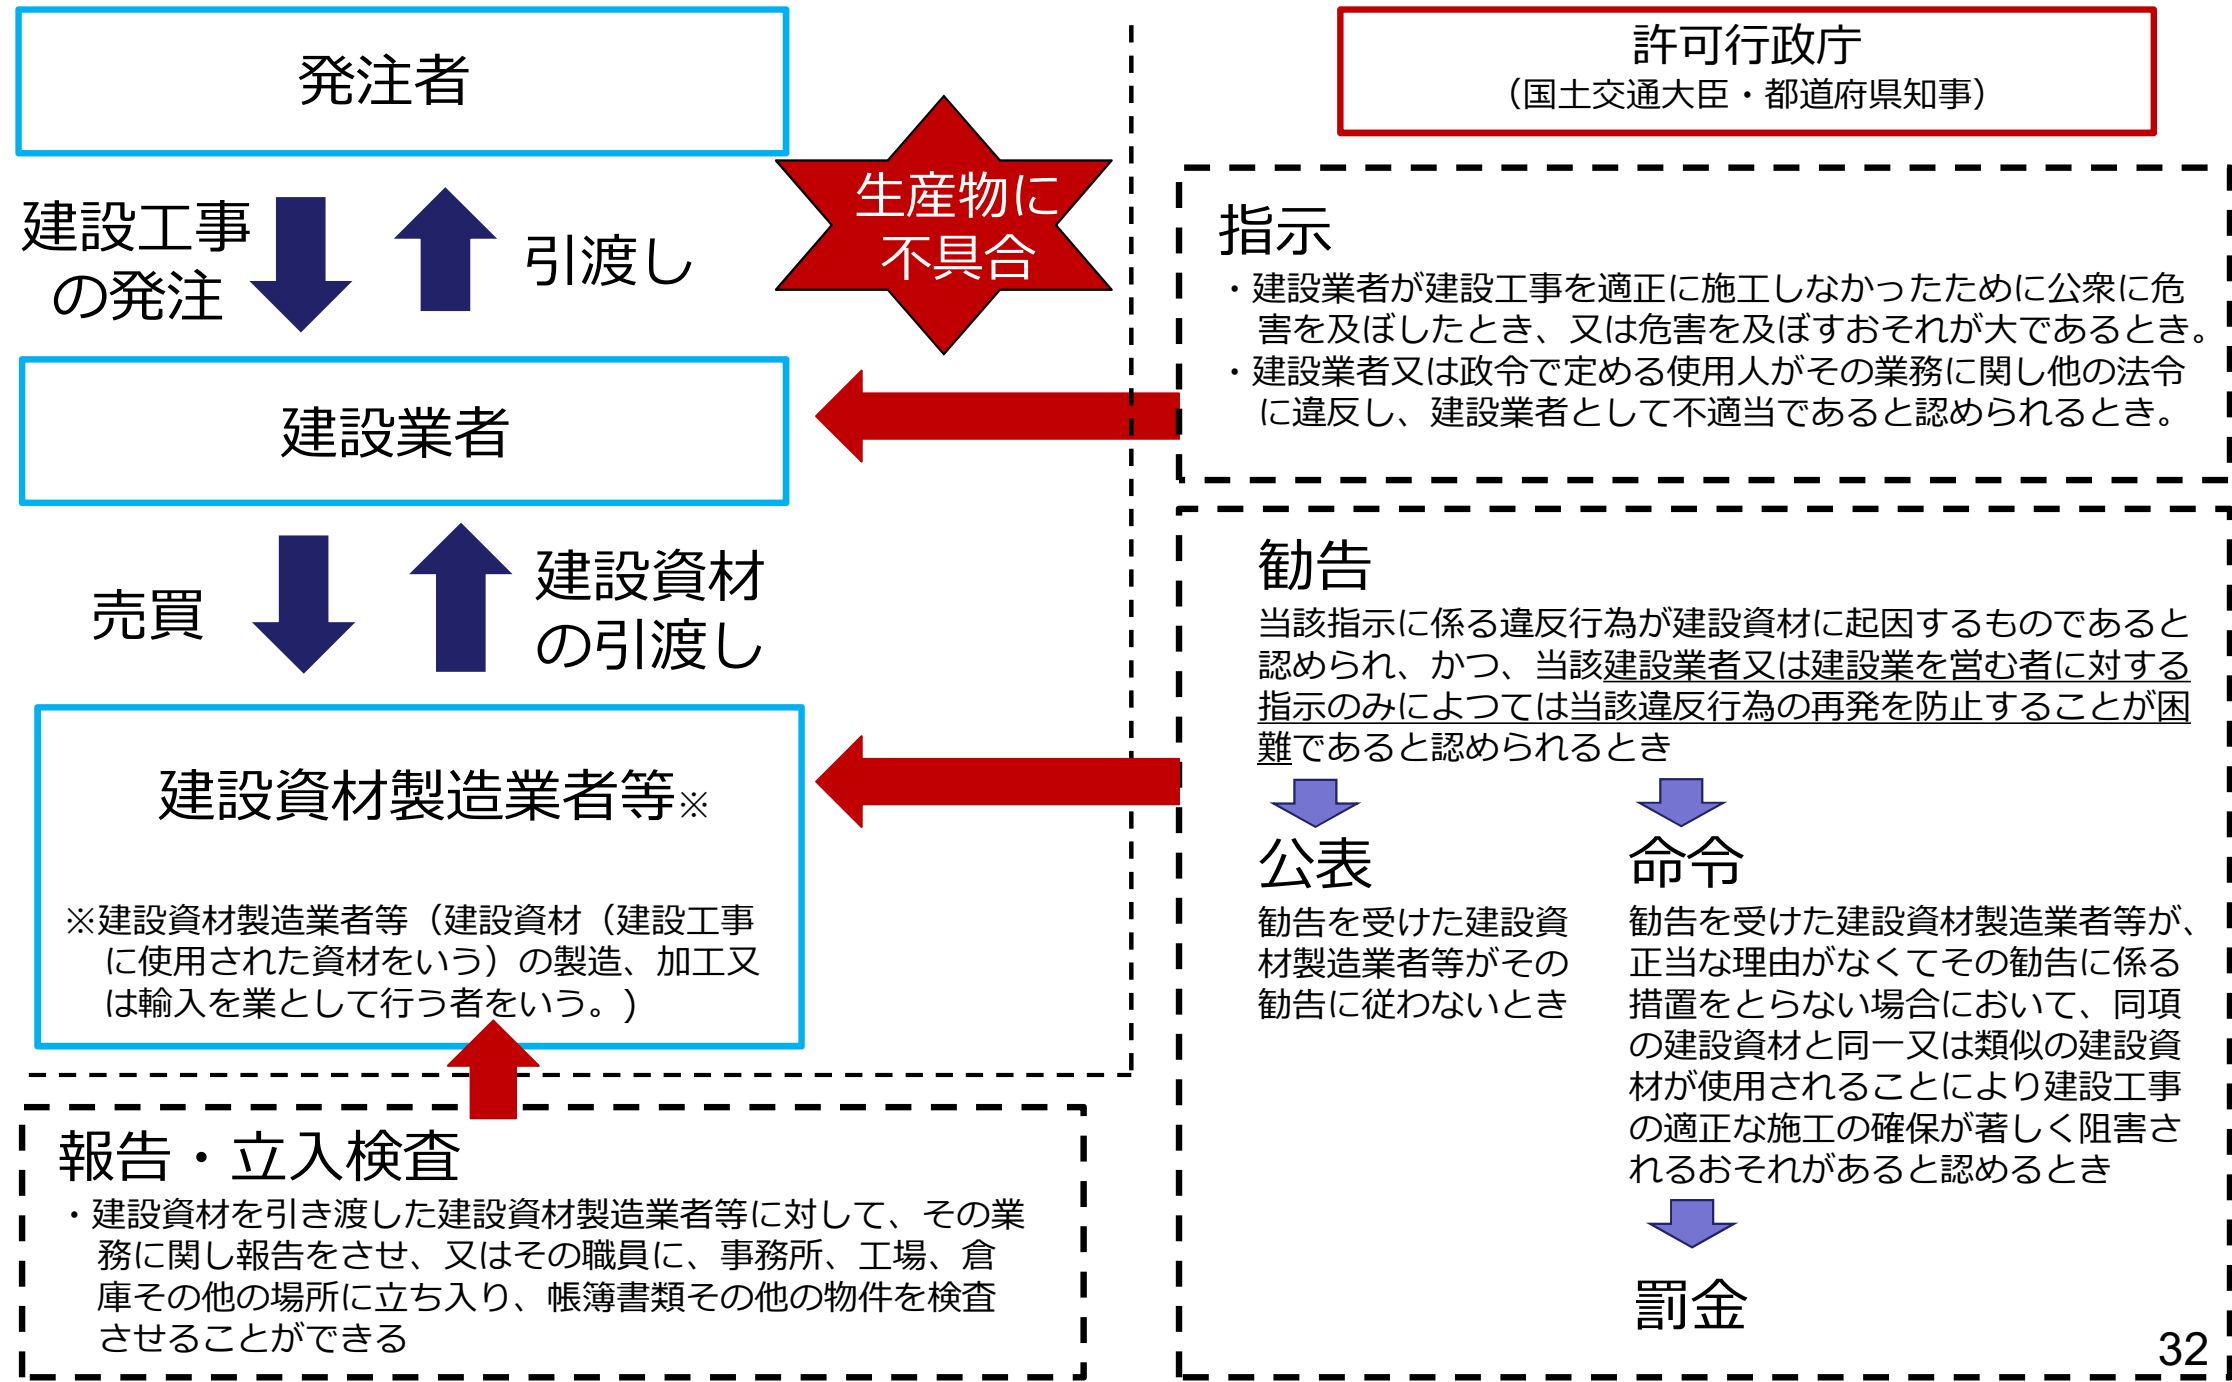 発注者
建設工事
の発注
引渡し
生産物に
不具合
建設業者
売買
建設資材
の引渡し
建設資材製造業者等※
※建設資材製造業者等（建設資材（建設工事
に使用された資材をいう）の製造、加工又
は輸入を業として行う者をいう。)
報告・立入検査
・建設資材を引き渡した建設資材製造業者等に対して、その業
務に関し報告をさせ、又はその職員に、事務所、工場、倉
庫その他の場所に立ち入り、帳簿書類その他の物件を検査
させることができる
許可行政庁
（国土交通大臣・都道府県知事）
指示
・建設業者が建設工事を適正に施工しなかったために公衆に危
害を及ぼしたとき、又は危害を及ぼすおそれが大であるとき。
・建設業者又は政令で定める使用人がその業務に関し他の法令
に違反し、建設業者として不適当であると認められるとき。
勧告
当該指示に係る違反行為が建設資材に起因するものであると
認められ、かつ、当該建設業者又は建設業を営む者に対する
指示のみによつては当該違反行為の再発を防止することが困
難であると認められるとき
公表
勧告を受けた建設資
材製造業者等がその
勧告に従わないとき
命令
勧告を受けた建設資材製造業者等が、
正当な理由がなくてその勧告に係る
措置をとらない場合において、同項
の建設資材と同一又は類似の建設資
材が使用されることにより建設工事
の適正な施工の確保が著しく阻害さ
れるおそれがあると認めるとき
罰金
32